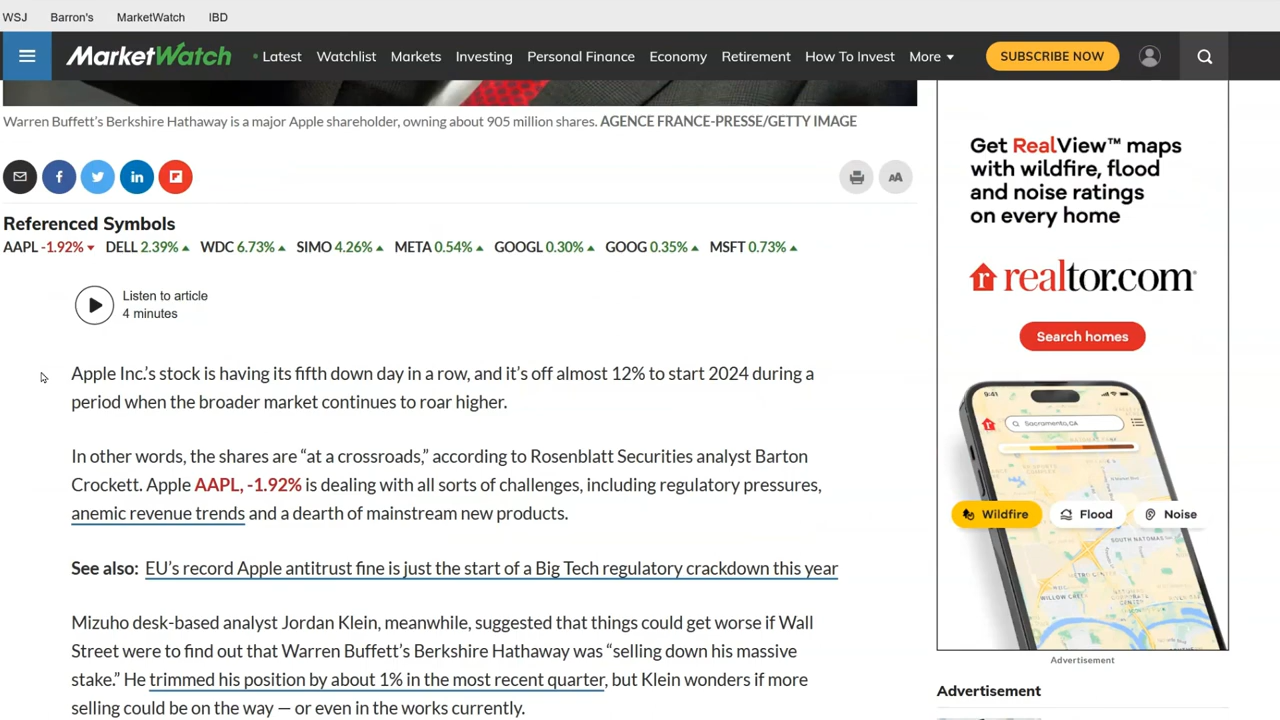 WSJ Barron's MarketWatch IBD
MarketWatch Latest Watchlist Markets Investing Personal Finance Economy Retirement How To Invest More SUBSCRIBE NOW
Warren Buffett's Berkshire Hathaway is a major Apple shareholder, owning about 905 million shares. AGENCE FRANCE-PRESSE/GETTY IMAGE
f in
AA
Referenced Symbols
AAPL -1.92% DELL 2.39% WDC 6.73% SIMO 4.26% META 0.54% GOOGL 0.30% GOOG 0.35% MSFT 0.73%
Listen to article
4 minutes
Apple Inc.'s stock is having its fifth down day in a row, and it's off almost 12% to start 2024 during a
period when the broader market continues to roar higher.
In other words, the shares are “at a crossroads,” according to Rosenblatt Securities analyst Barton
Crockett. Apple AAPL, -1.92% is dealing with all sorts of challenges, including regulatory pressures,
anemic revenue trends and a dearth of mainstream new products.
See also: EU's record Apple antitrust fine is just the start of a Big Tech regulatory crackdown this year
Mizuho desk-based analyst Jordan Klein, meanwhile, suggested that things could get worse if Wall
Street were to find out that Warren Buffett's Berkshire Hathaway was “selling down his massive
stake.” He trimmed his position by about 1% in the most recent quarter, but Klein wonders if more
selling could be on the way — or even in the works currently.
Get RealView™ maps
with wildfire, flood
and noise ratings
on every home
r realtor.com®
Search homes
9:41
Sacramento, CA
Wildfire Flood Noise
SOUTH NATOMAS
Advertisement
Advertisement